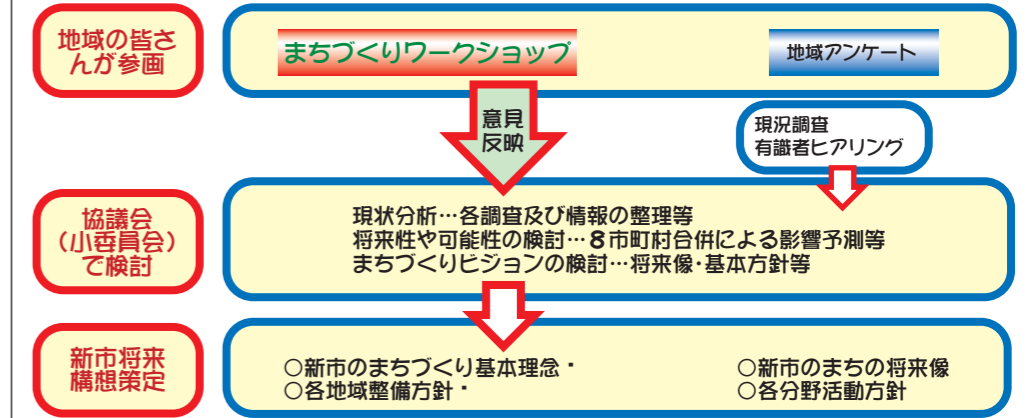 地域の皆さ
んが参画
まちづくりワークショップ
地域アンケート
意見
反映
現況調査
有識者ヒアリング
協議会
（小委員会）
で検討
現状分析…各調査及び情報の整理等
将来性や可能性の検討…８市町村合併による影響予測等
まちづくりビジョンの検討…将来像・基本方針等
新市将来
構想策定
○新市のまちづくり基本理念・
○各地域整備方針・
○新市のまちの将来像
○各分野活動方針